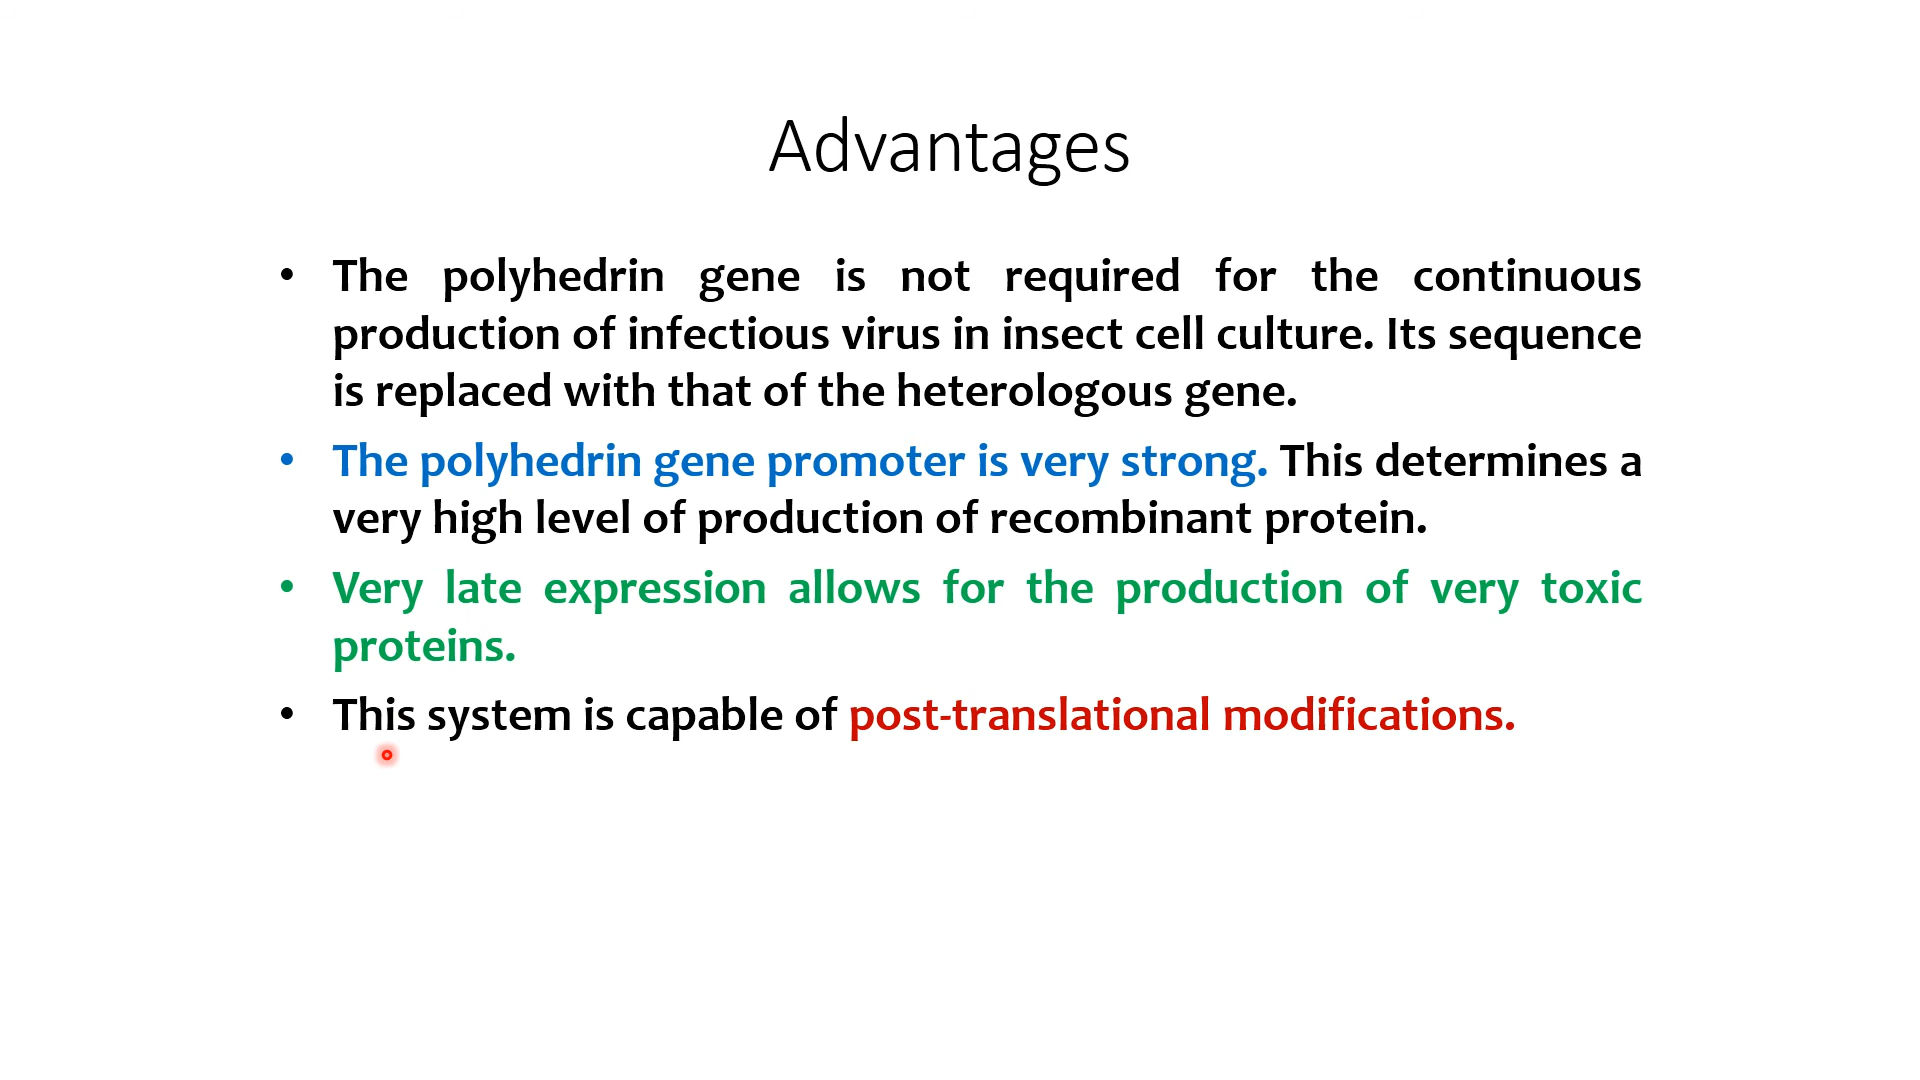 Advantages
• The polyhedrin gene is not required for the continuous
production of infectious virus in insect cell culture. Its sequence
is replaced with that of the heterologous gene.
• The polyhedrin gene promoter is very strong. This determines a
very high level of production of recombinant protein.
• Very late expression allows for the production of very toxic
proteins.
• This system is capable of post-translational modifications.